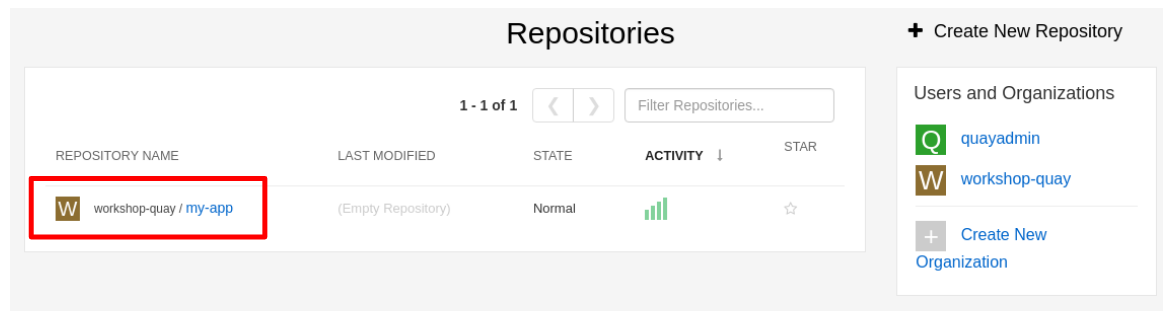 Repositories
+ Create New Repository
1 - 1 of 1 Filter Repositories...
REPOSITORY NAME LAST MODIFIED STATE ACTIVITY ↓ STAR
W workshop-quay / my-app (Empty Repository) Normal
Users and Organizations
Q quayadmin
W workshop-quay
+ Create New
Organization